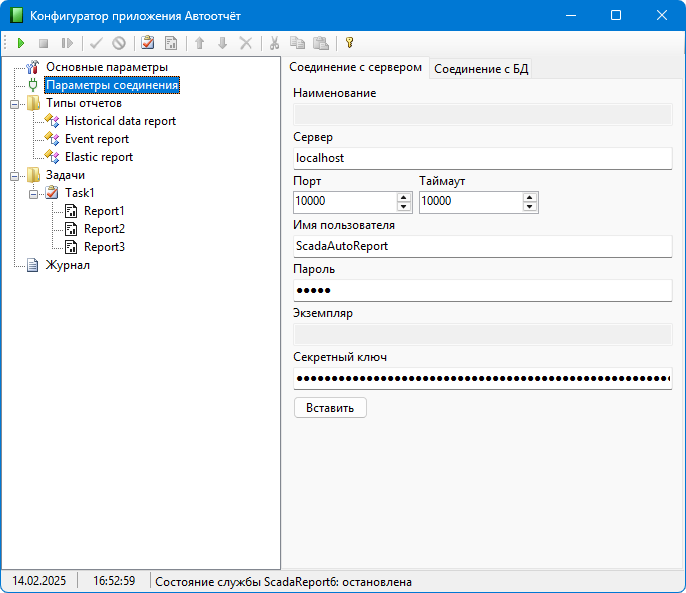 Конфигуратор приложения Автоотчёт
Основные параметры
Параметры соединения
Типы отчетов
Historical data report
Event report
Elastic report
Задачи
Task1
Report1
Report2
Report3
Журнал
Соединение с сервером
Соединение с БД
Наименование
Сервер
localhost
Порт
Таймаут
10000
10000
Имя пользователя
ScadaAutoReport
Пароль
●●●●●
Экземпляр
Секретный ключ
Вставить
14.02.2025
16:52:59
Состояние службы ScadaReport6: остановлена